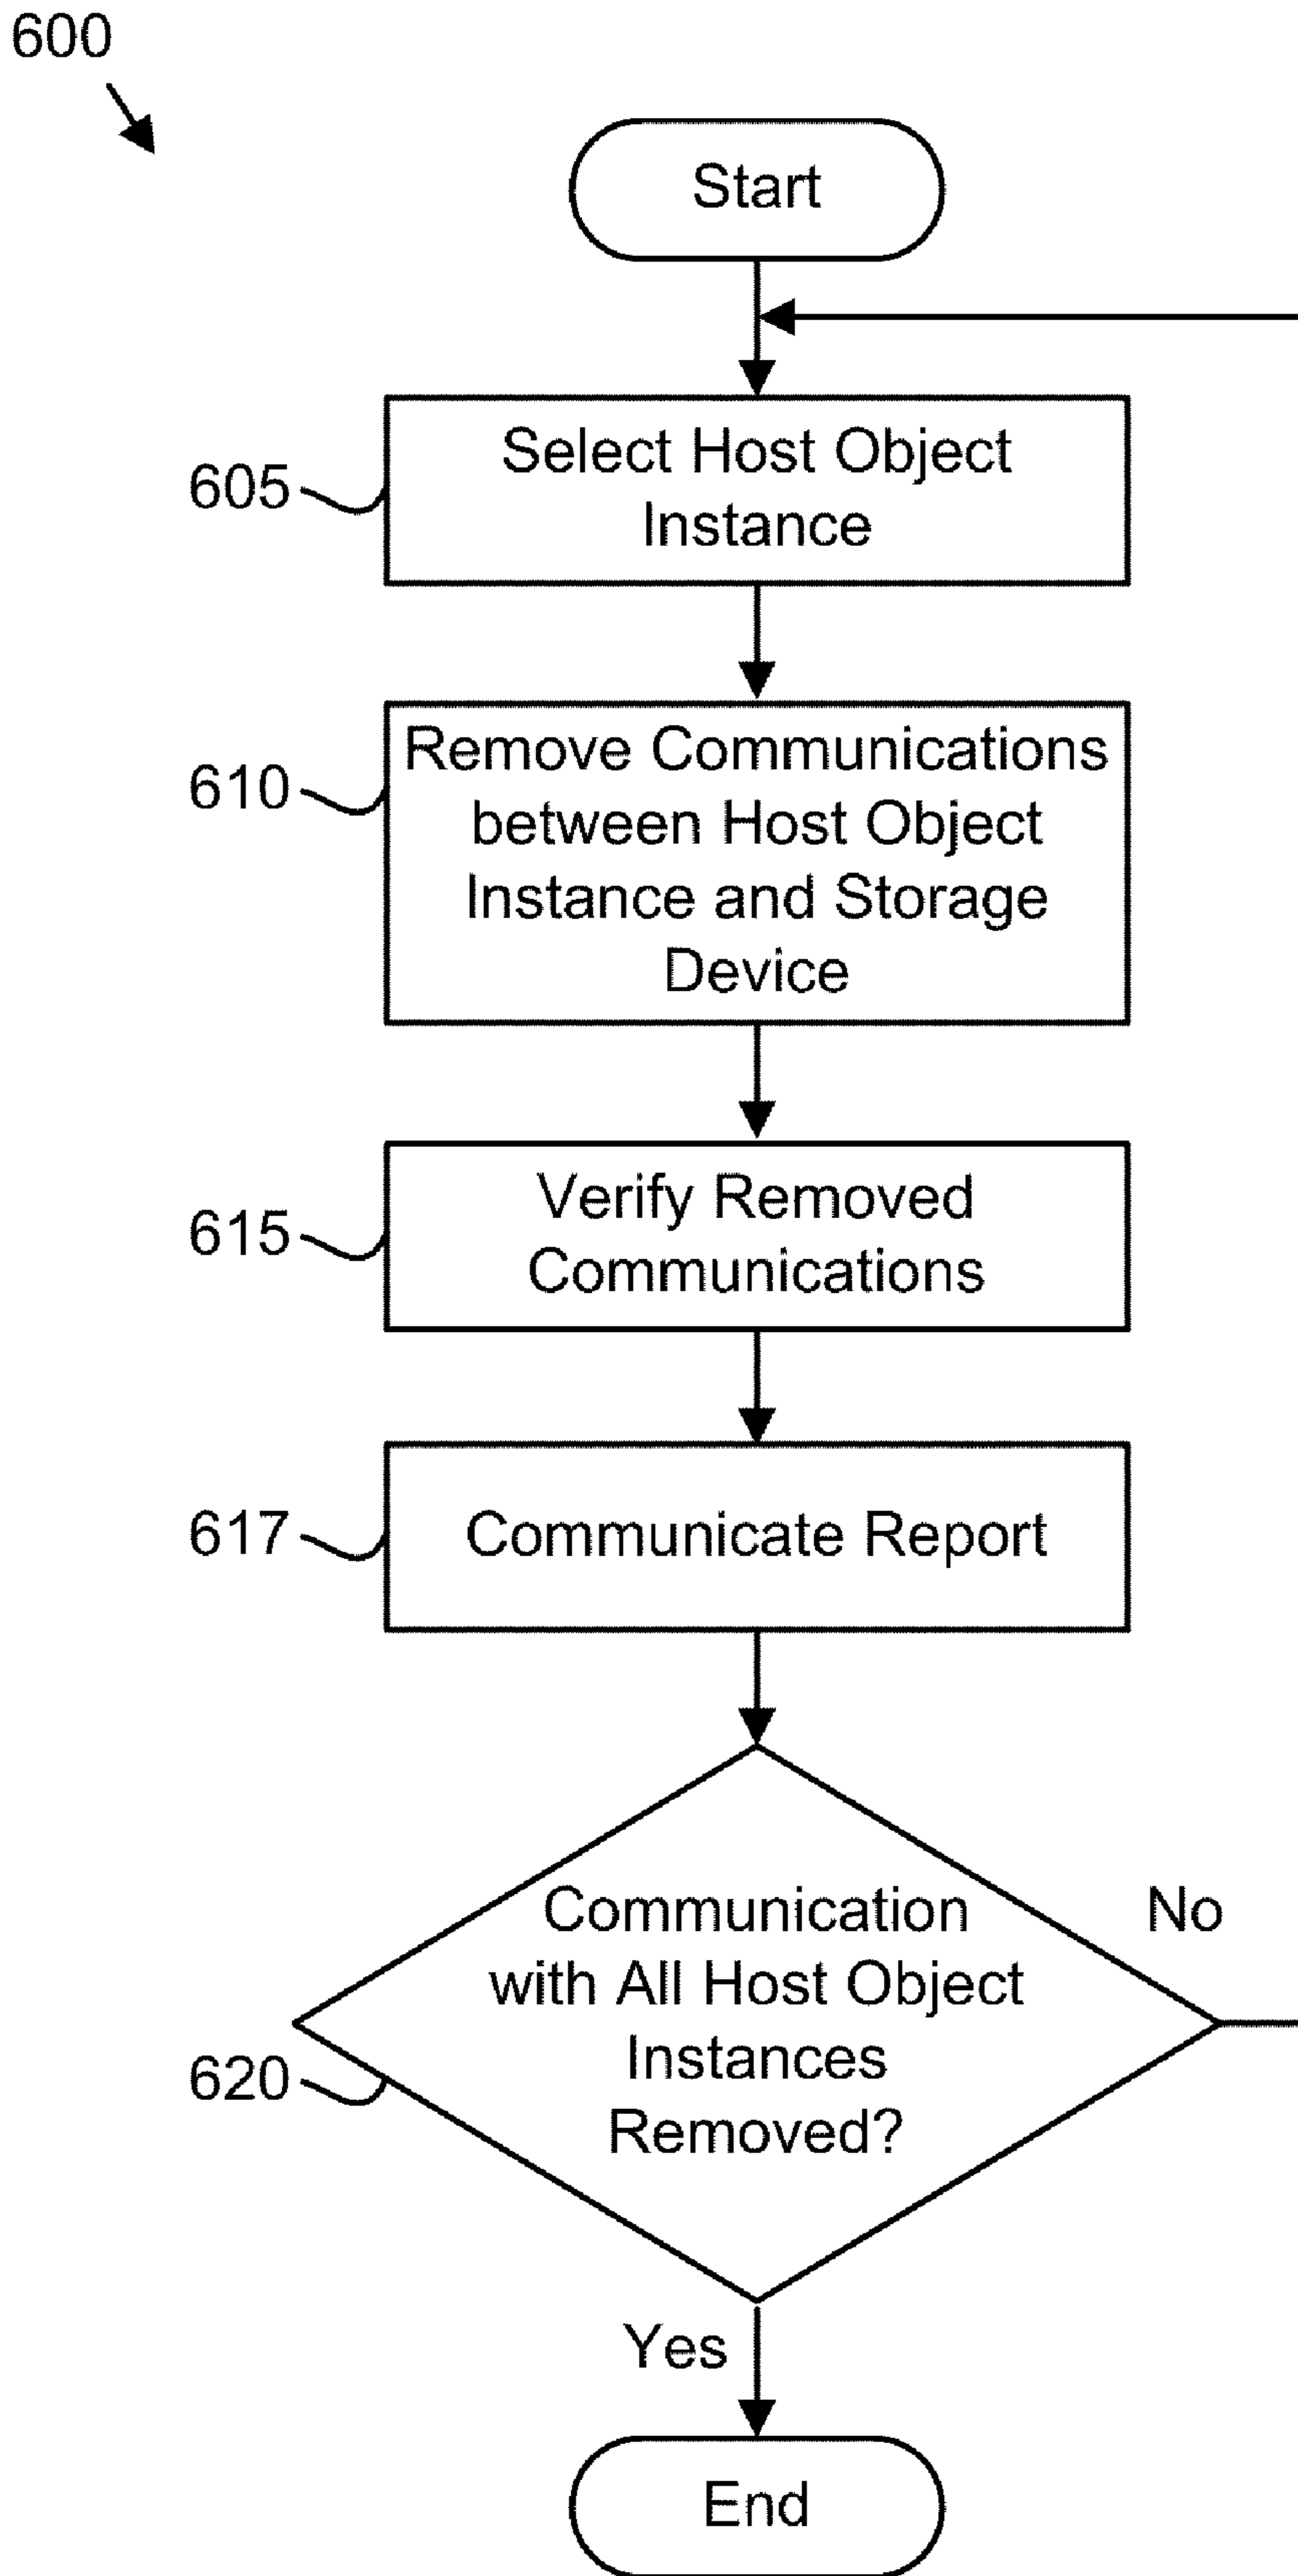 600
Start
605
Select Host Object
Instance
610
Remove Communications
between Host Object
Instance and Storage
Device
615
Verify Removed
Communications
617
Communicate Report
620
Communication
with All Host Object
Instances
Removed?
No
Yes
End